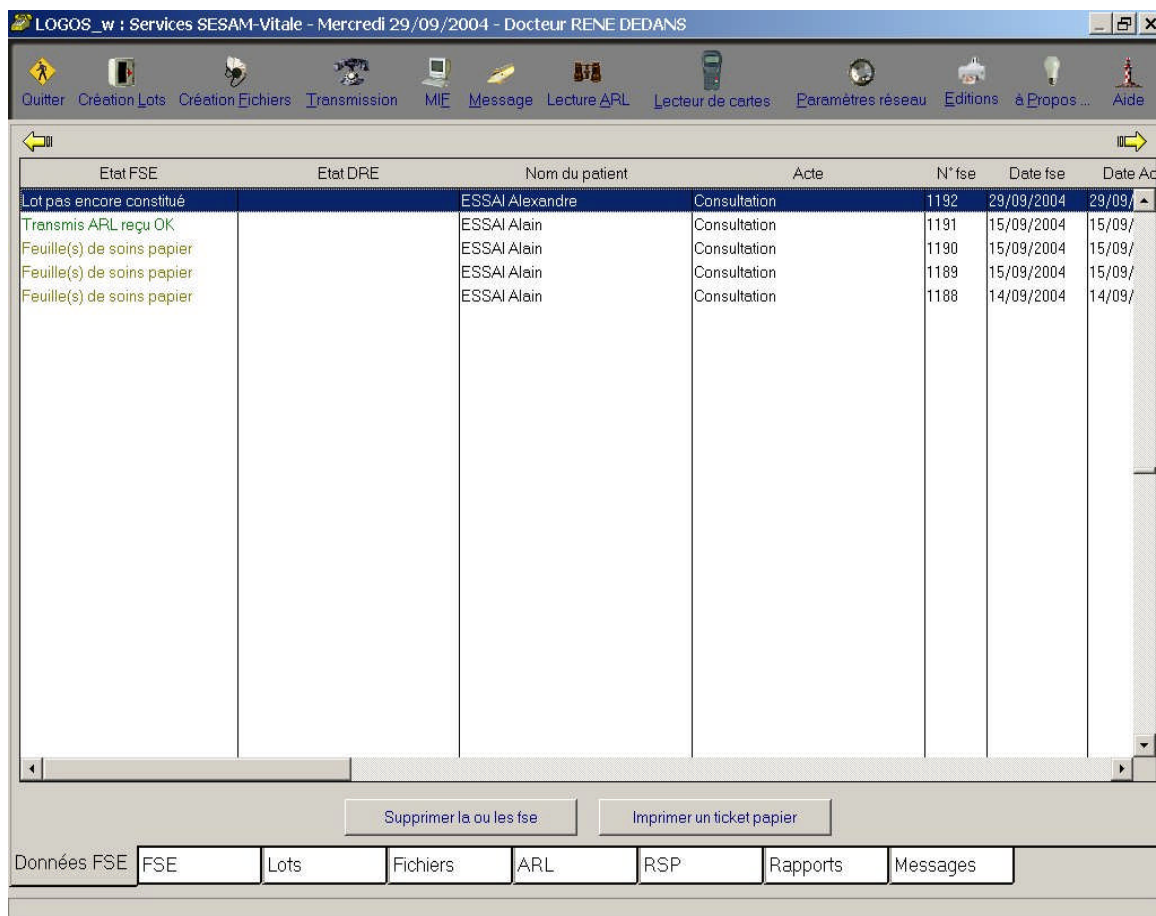 LOGOS_w : Services SESAM-Vitale - Mercredi 29/09/2004 - Docteur RENE DEDANS
Quitter Création Lots Création Fichiers Transmission MIE Message Lecture ARL Lecteur de cartes Paramètres réseau Editions à Propos ... Aide
Etat FSE Etat DRE Nom du patient Acte N° fse Date fse Date Ac
Lot pas encore constitué ESSAI Alexandre Consultation 1192 29/09/2004 29/09/
Transmis ARL reçu OK ESSAI Alain Consultation 1191 15/09/2004 15/09/
Feuille(s) de soins papier ESSAI Alain Consultation 1190 15/09/2004 15/09/
Feuille(s) de soins papier ESSAI Alain Consultation 1189 15/09/2004 15/09/
Feuille(s) de soins papier ESSAI Alain Consultation 1188 14/09/2004 14/09/
Supprimer la ou les fse Imprimer un ticket papier
Données FSE FSE Lots Fichiers ARL RSP Rapports Messages